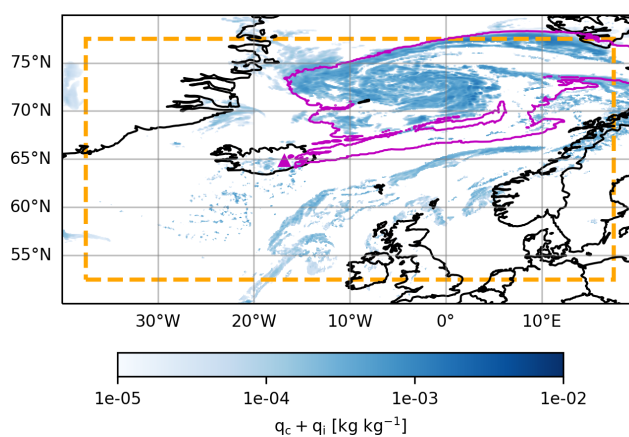 75°N
70°N
65°N
60°N
55°N
30°W 20°W 10°W 0° 10°E
1e-05 1e-04 1e-03 1e-02
q_c + q_i [kg kg⁻¹]